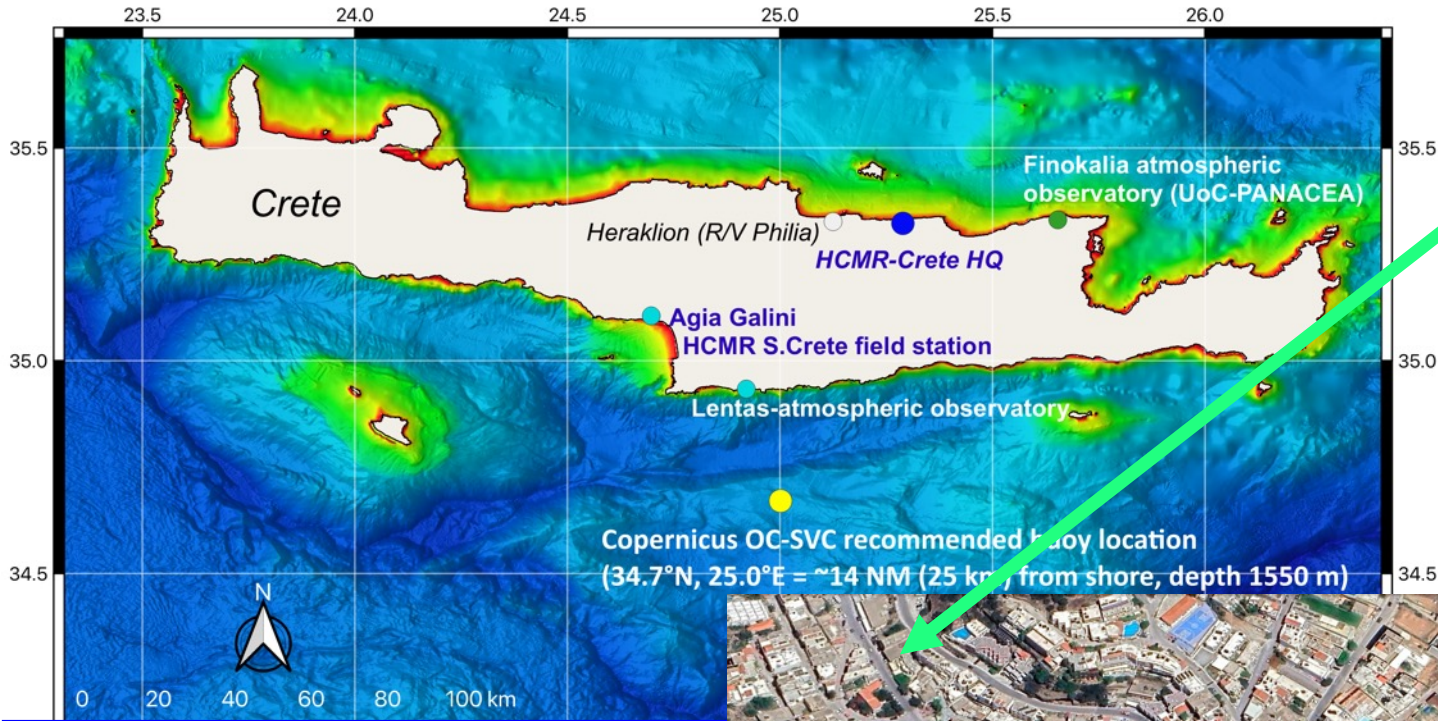 23.5 24.0 24.5 25.0 25.5 26.0
35.5 35.5
Finokalia atmospheric
observatory (UoC-PANACEA)
Crete
Heraklion (R/V Philia)
HCMR-Crete HQ
Agia Galini
HCMR S.Crete field station
35.0 35.0
Lentas-atmospheric observatory
Copernicus OC-SVC recommended buoy location
(34.7°N, 25.0°E = ~14 NM (25 km) from shore, depth 1550 m)
34.5 34.5
N
0 20 40 60 80 100 km